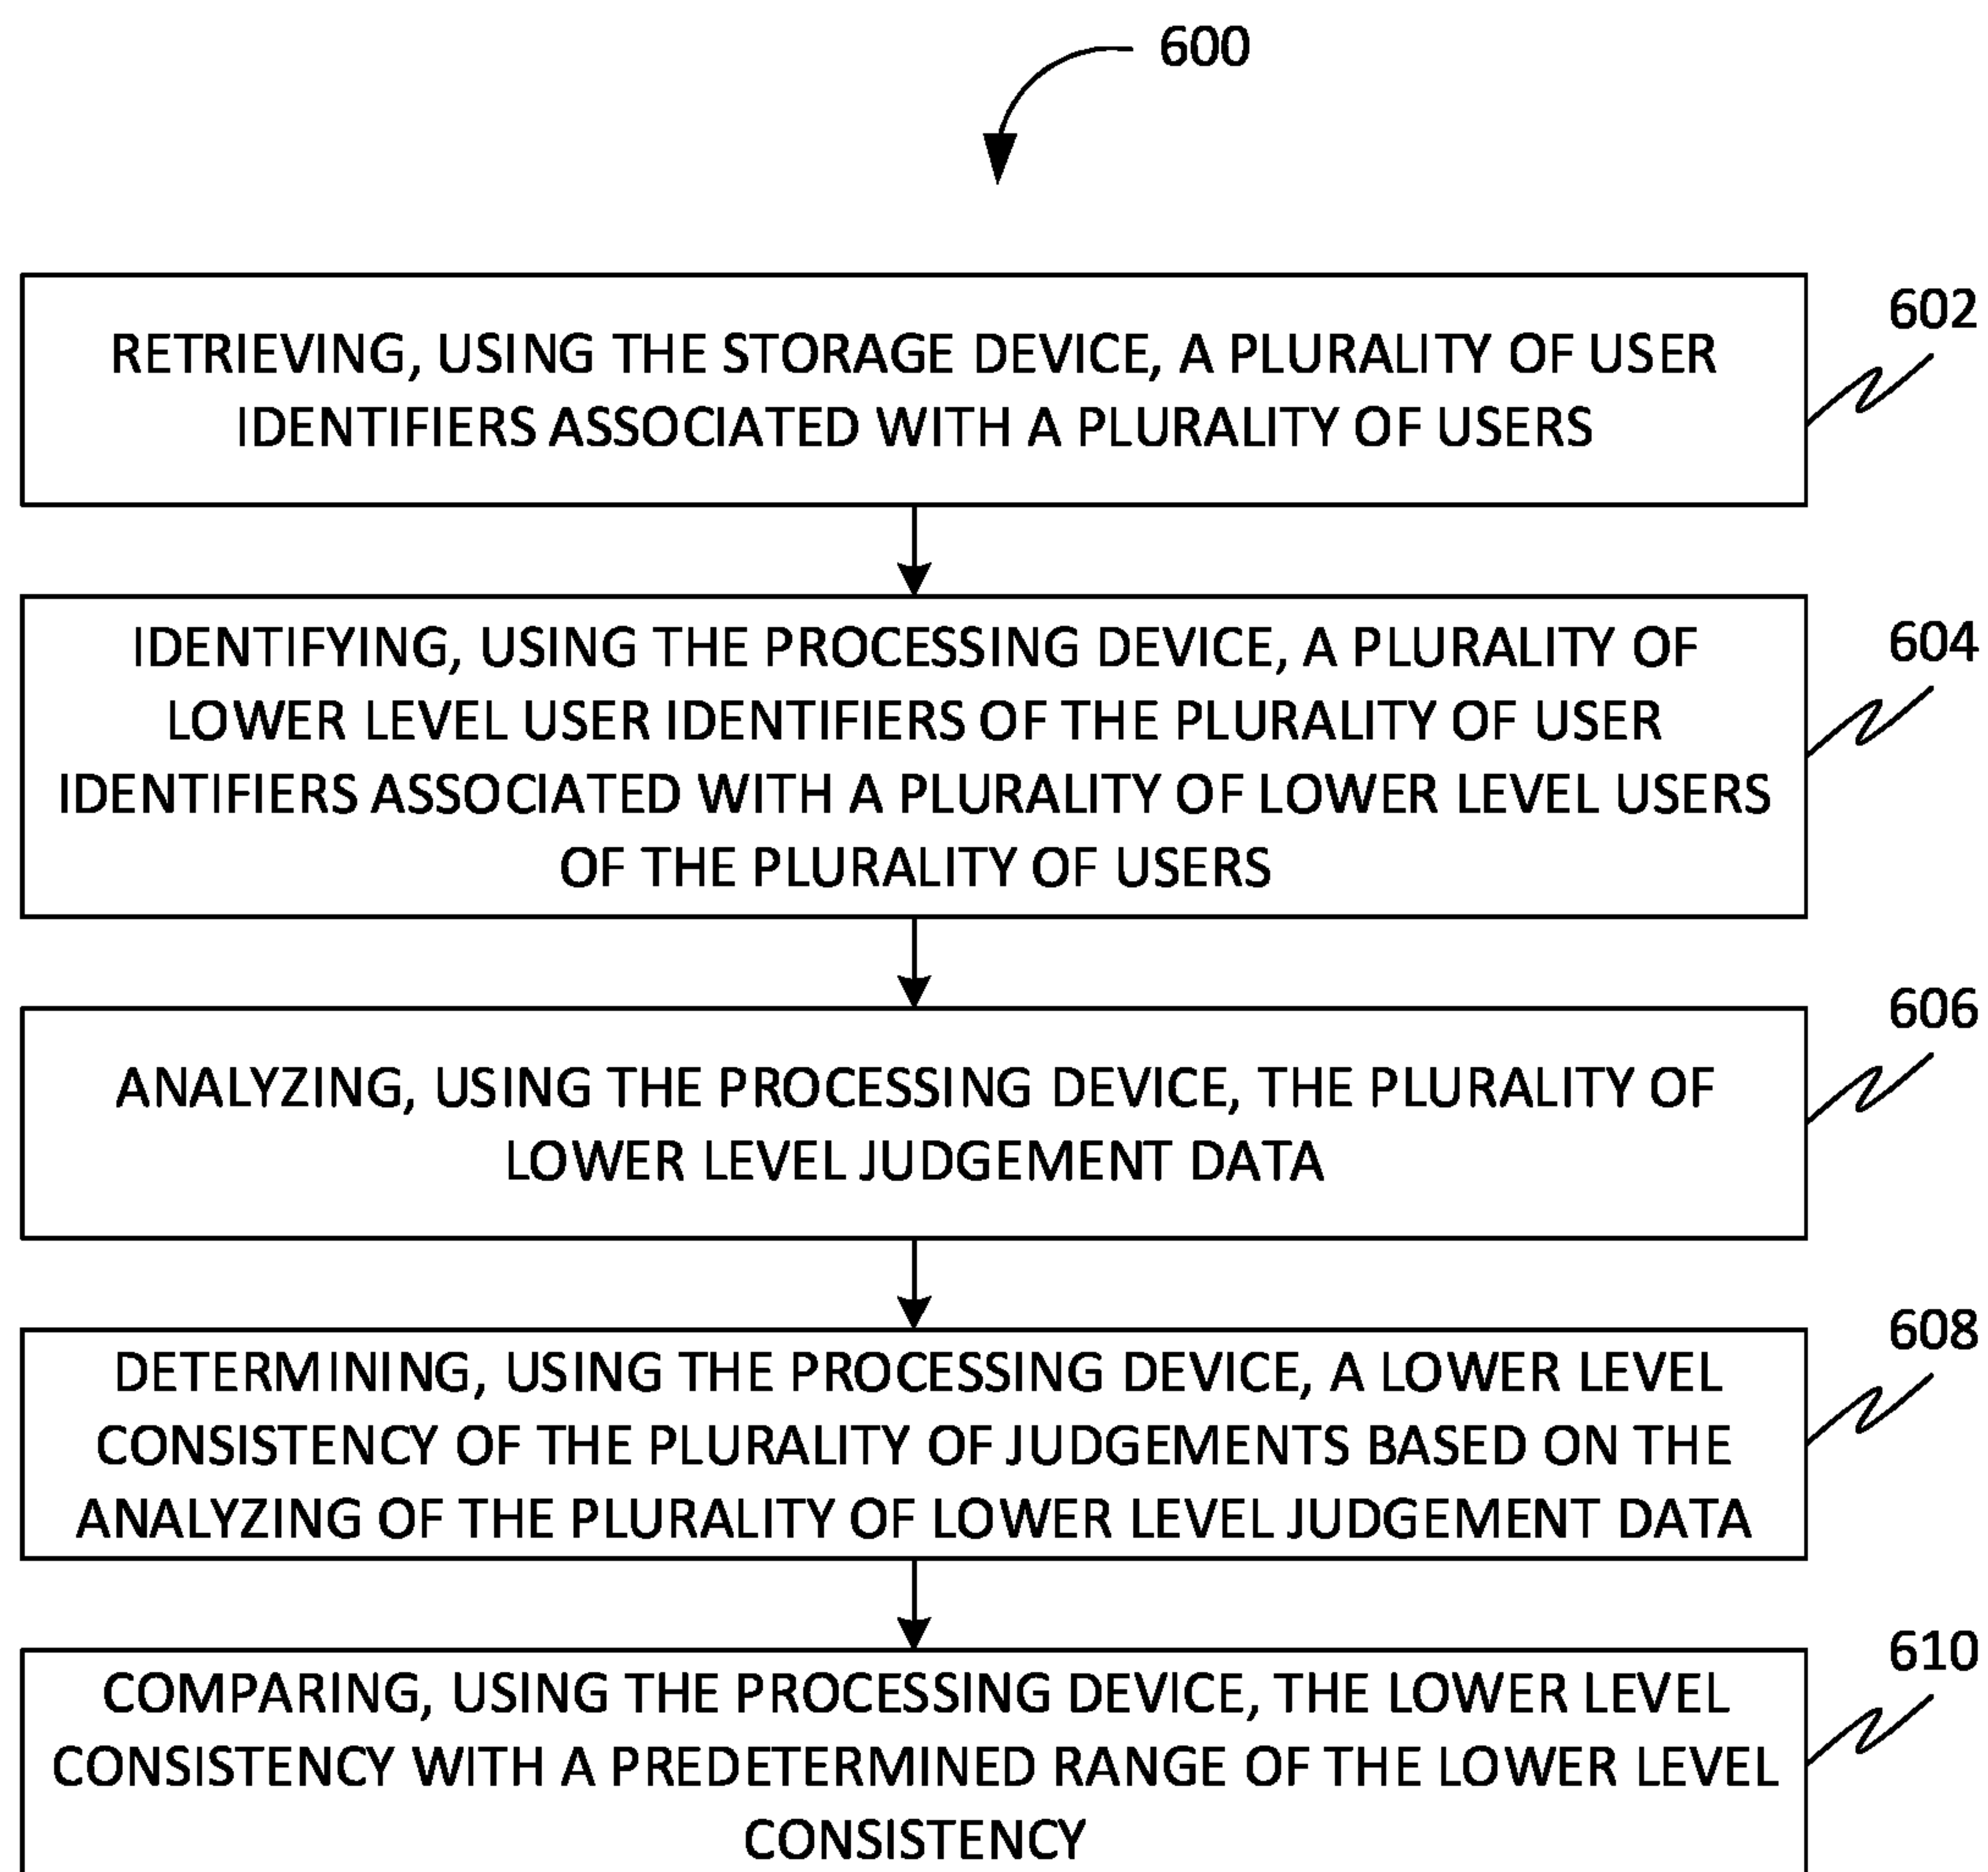 600
602
RETRIEVING, USING THE STORAGE DEVICE, A PLURALITY OF USER
IDENTIFIERS ASSOCIATED WITH A PLURALITY OF USERS
604
IDENTIFYING, USING THE PROCESSING DEVICE, A PLURALITY OF
LOWER LEVEL USER IDENTIFIERS OF THE PLURALITY OF USER
IDENTIFIERS ASSOCIATED WITH A PLURALITY OF LOWER LEVEL USERS
OF THE PLURALITY OF USERS
606
ANALYZING, USING THE PROCESSING DEVICE, THE PLURALITY OF
LOWER LEVEL JUDGEMENT DATA
608
DETERMINING, USING THE PROCESSING DEVICE, A LOWER LEVEL
CONSISTENCY OF THE PLURALITY OF JUDGEMENTS BASED ON THE
ANALYZING OF THE PLURALITY OF LOWER LEVEL JUDGEMENT DATA
610
COMPARING, USING THE PROCESSING DEVICE, THE LOWER LEVEL
CONSISTENCY WITH A PREDETERMINED RANGE OF THE LOWER LEVEL
CONSISTENCY